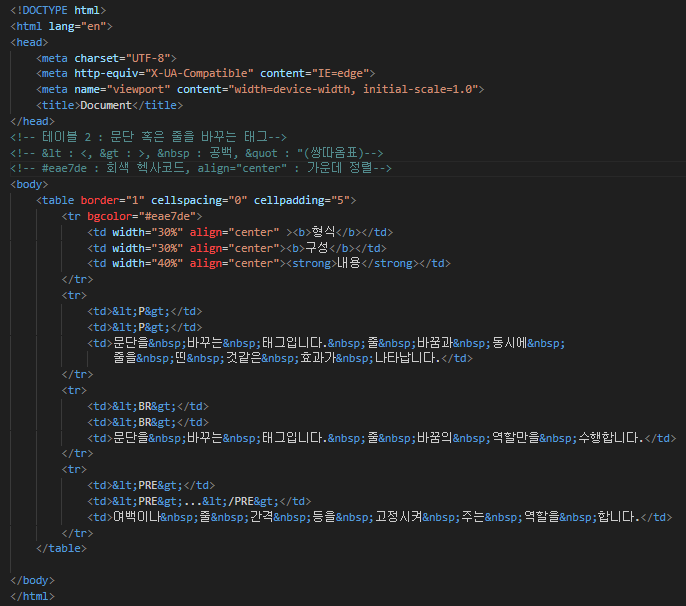 <!DOCTYPE html>
<html lang="en">
<head>
    <meta charset="UTF-8">
    <meta http-equiv="X-UA-Compatible" content="IE=edge">
    <meta name="viewport" content="width=device-width, initial-scale=1.0">
    <title>Document</title>
</head>
<!-- 테이블 2 : 문단 혹은 줄을 바꾸는 태그-->
<!-- &lt : <, &gt : >, &nbsp : 공백, &quot : "(쌍따옴표)-->
<!-- #eae7de : 회색 헥사코드, align="center" : 가운데 정렬-->
<body>
    <table border="1" cellspacing="0" cellpadding="5">
        <tr bgcolor="#eae7de">
            <td width="30%" align="center" ><b>형식</b></td>
            <td width="30%" align="center"><b>구성</b></td>
            <td width="40%" align="center"><strong>내용</strong></td>
        </tr>
        <tr>
            <td>&lt;P&gt;</td>
            <td>&lt;P&gt;</td>
            <td>문단을&nbsp;바꾸는&nbsp;태그입니다.&nbsp;줄&nbsp;바꿈과&nbsp;동시에&nbsp;
                줄을&nbsp;띤&nbsp;것같은&nbsp;효과가&nbsp;나타납니다.</td>
        </tr>
        <tr>
            <td>&lt;BR&gt;</td>
            <td>&lt;BR&gt;</td>
            <td>문단을&nbsp;바꾸는&nbsp;태그입니다.&nbsp;줄&nbsp;바꿈의&nbsp;역할만을&nbsp;수행합니다.</td>
        </tr>
        <tr>
            <td>&lt;PRE&gt;</td>
            <td>&lt;PRE&gt;...&lt;/PRE&gt;</td>
            <td>여백이나&nbsp;줄&nbsp;간격&nbsp;등을&nbsp;고정시켜&nbsp;주는&nbsp;역할을&nbsp;합니다.</td>
        </tr>
    </table>

</body>
</html>